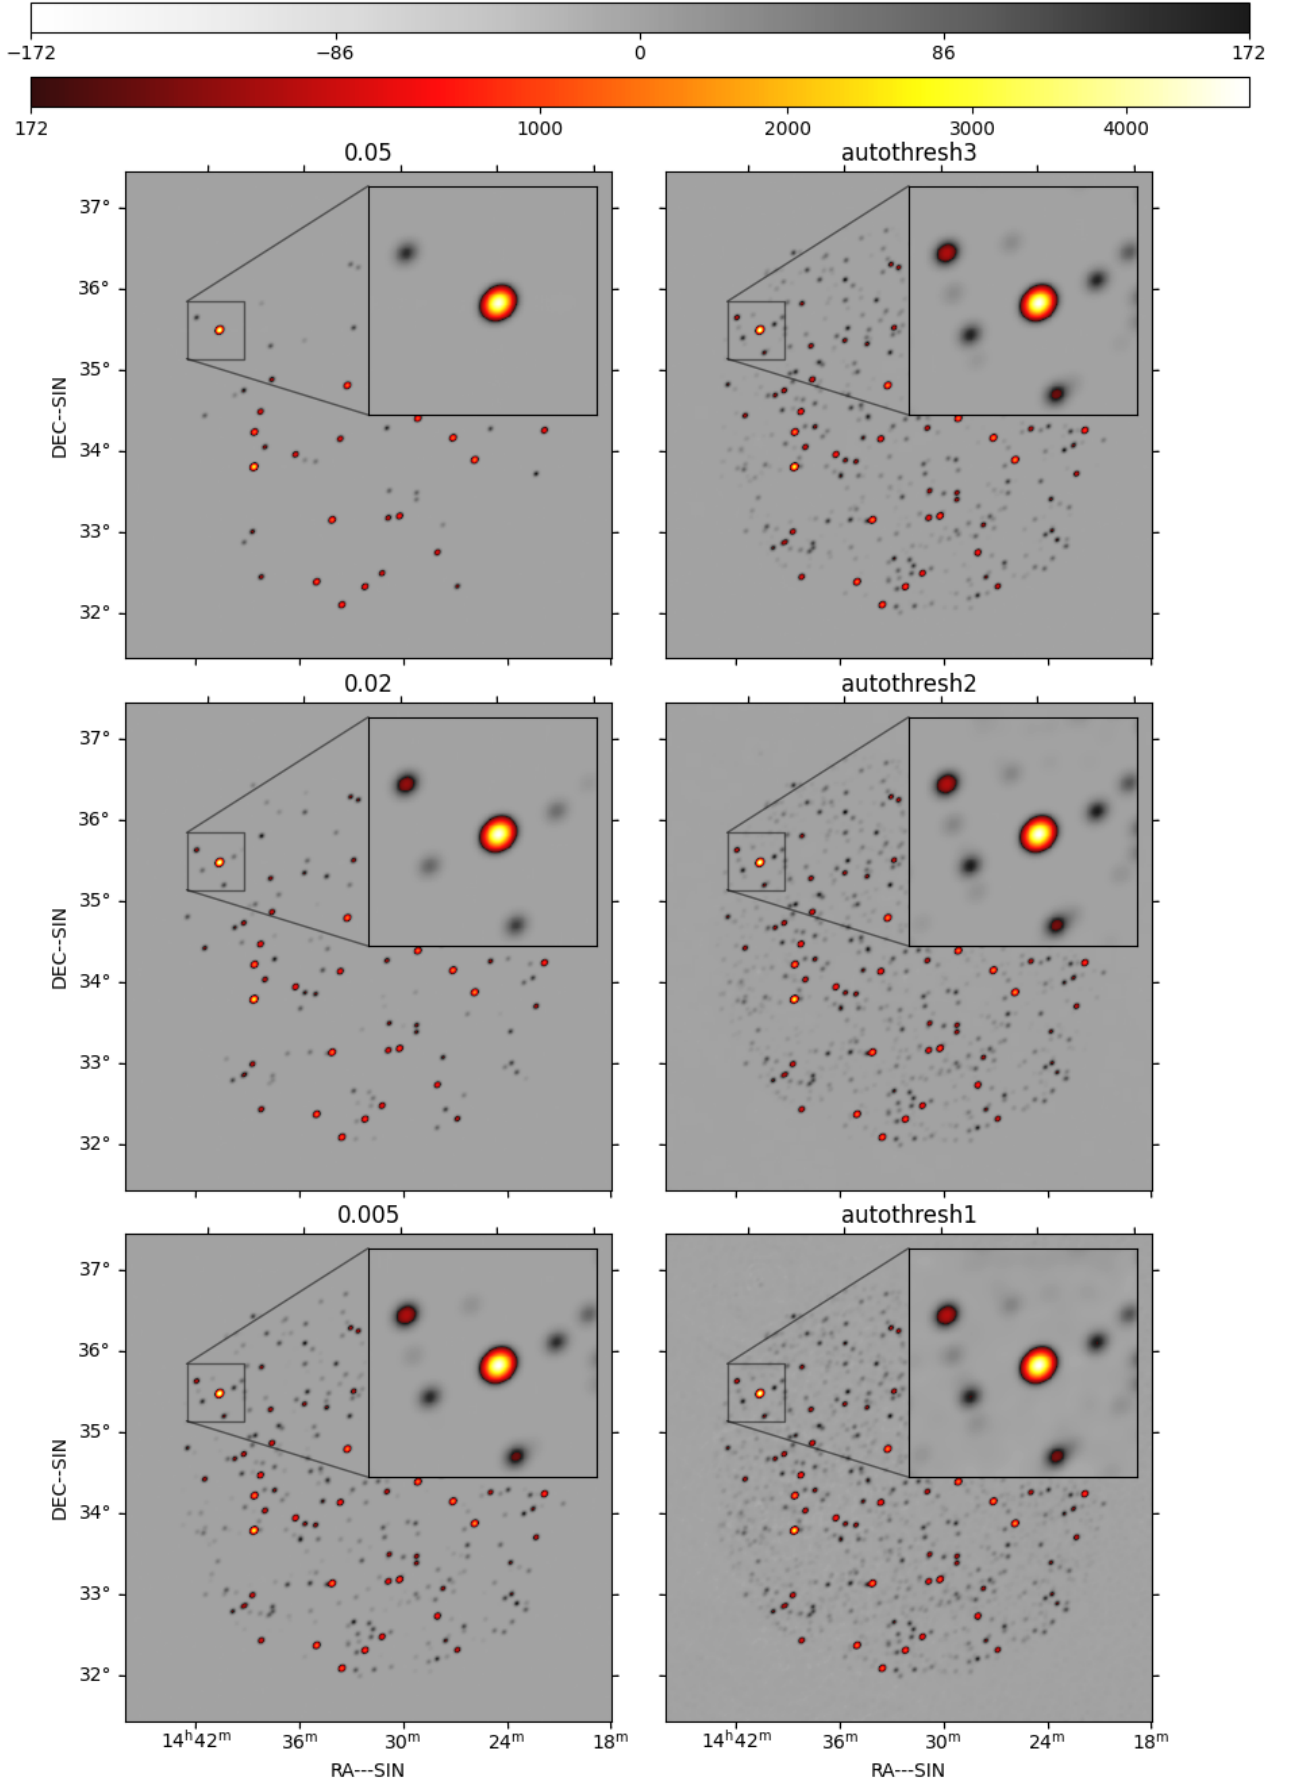 −172 −86 0 86 172
172 1000 2000 3000 4000
0.05 autothresh3
37°
36°
35°
34°
33°
32°
DEC--SIN
0.02 autothresh2
37°
36°
35°
34°
33°
32°
DEC--SIN
0.005 autothresh1
37°
36°
35°
34°
33°
32°
DEC--SIN
14ʰ42ᵐ 36ᵐ 30ᵐ 24ᵐ 18ᵐ 14ʰ42ᵐ 36ᵐ 30ᵐ 24ᵐ 18ᵐ
RA---SIN RA---SIN